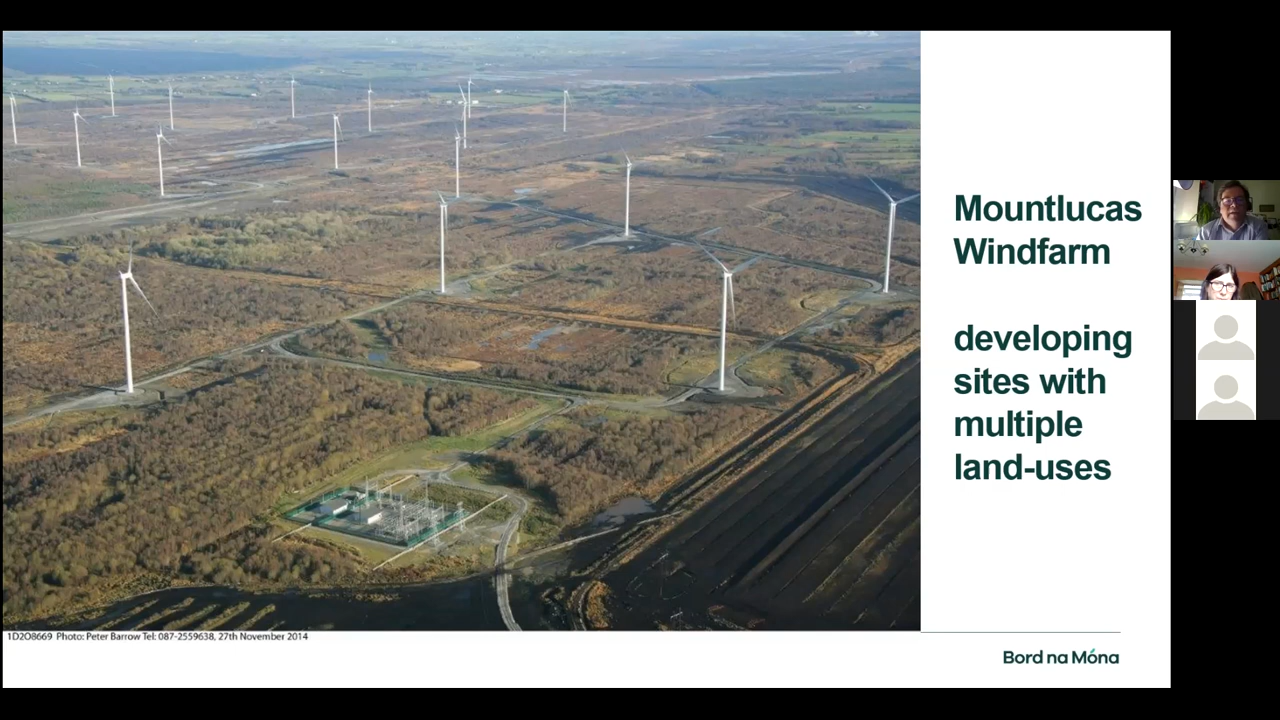 Mountlucas
Windfarm
developing
sites with
multiple
land-uses
1D2O8669 Photo: Peter Barrow Tel: 087-2559638, 27th November 2014
Bord na Móna